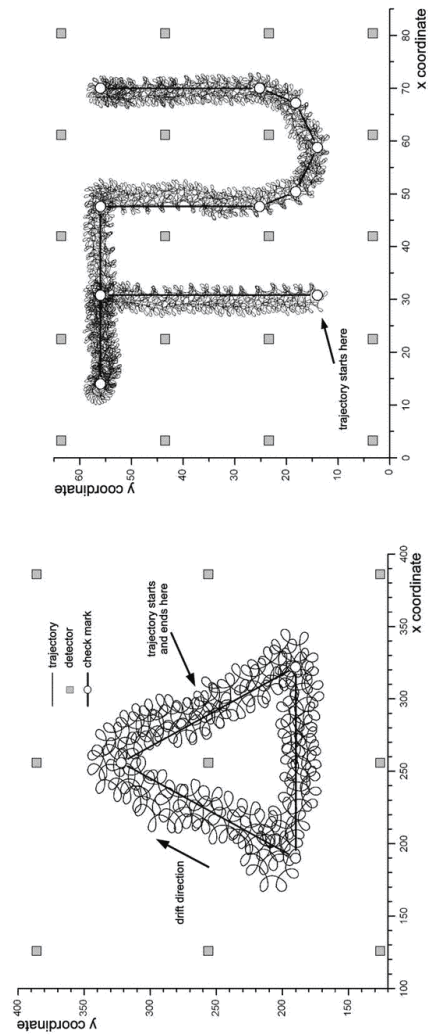 y coordinate
60
50
40
30
20
10
0
trajectory starts here
0
10
20
30
40
50
60
70
80
x coordinate
y coordinate
400
350
300
250
200
trajectory
detector
check mark
trajectory starts
and ends here
drift direction
100
150
200
250
300
350
400
x coordinate